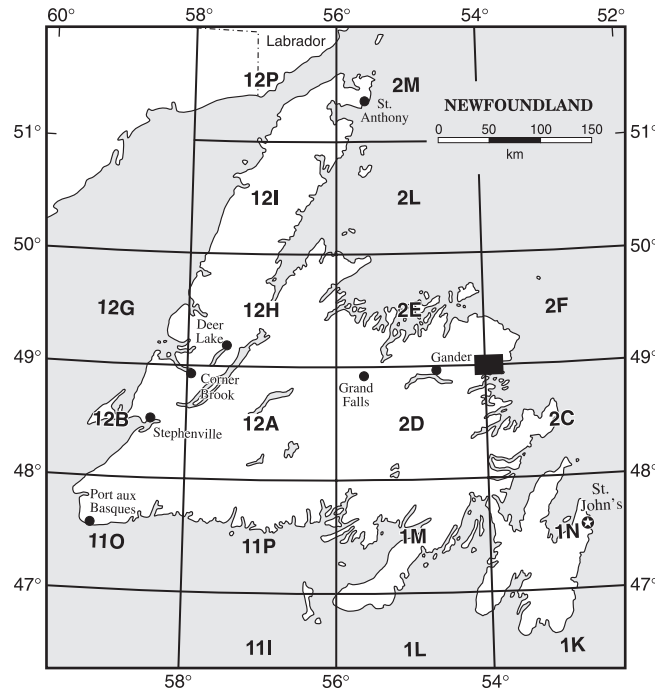 60°
58°
56°
54°
52°
Labrador
12P
2M
St.
Anthony
NEWFOUNDLAND
0 50 100 150
km
51°
51°
12I
2L
50°
50°
12G
12H
2E
2F
Deer
Lake
49°
49°
Gander
Corner
Brook
Grand
Falls
12B
12A
2D
2C
Stephenville
48°
48°
Port aux
Basques
St.
John's
1N
11O
11P
1M
47°
47°
11I
1L
1K
58°
56°
54°